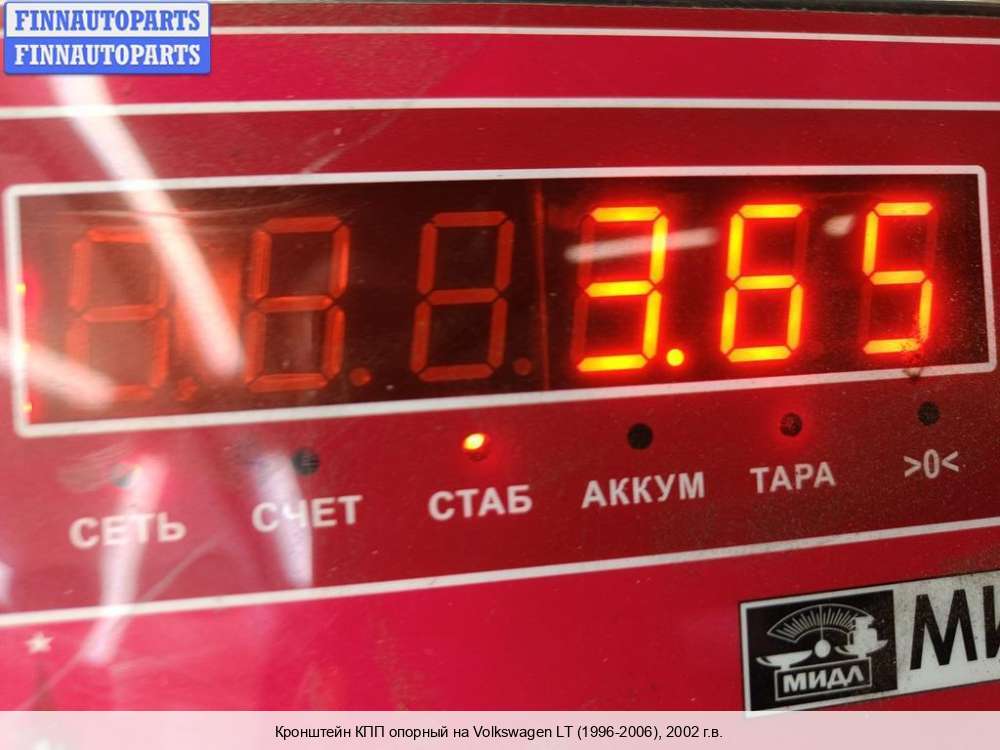 FINNAUTOPARTS
FINNAUTOPARTS
3.65
СЕТЬ СЧЕТ СТАБ АККУМ ТАРА >0<
МИДЛ
Кронштейн КПП опорный на Volkswagen LT (1996-2006), 2002 г.в.